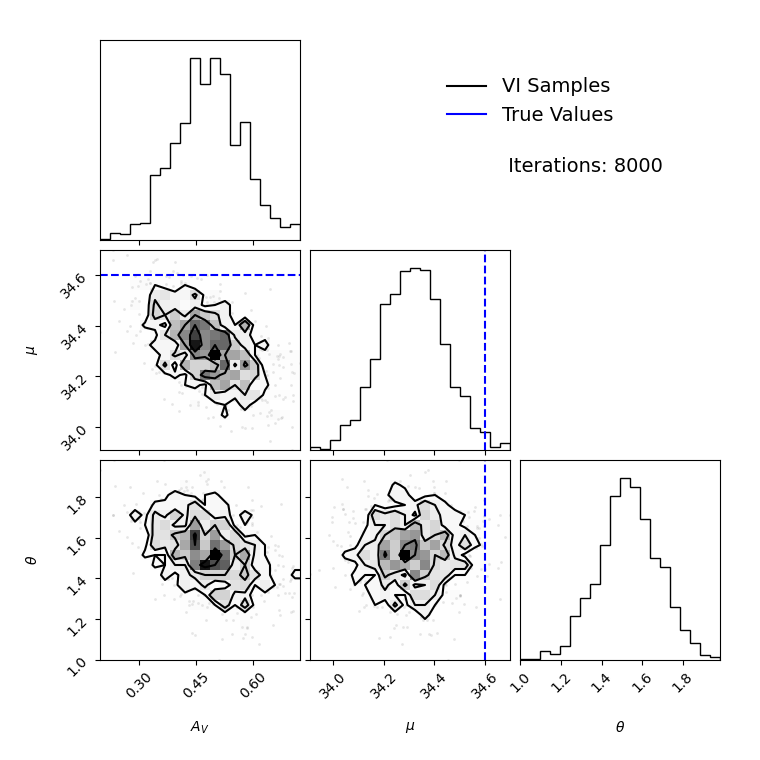 VI Samples
True Values
Iterations: 8000
34.6
34.4
34.2
34.0
μ
1.8
1.6
1.4
1.2
1.0
θ
0.30 0.45 0.60
34.0 34.2 34.4 34.6
1.0 1.2 1.4 1.6 1.8
A_V μ θ